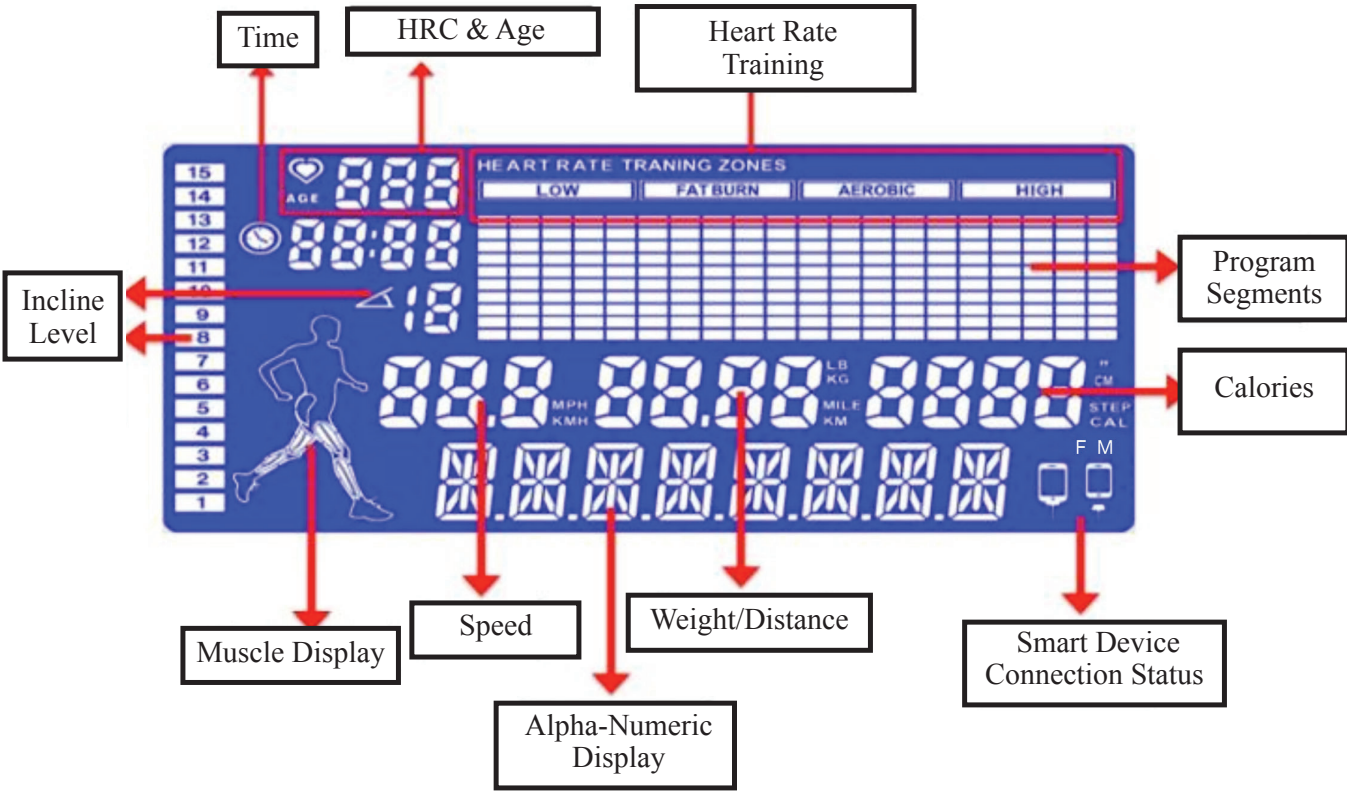 Time
HRC & Age
Heart Rate
Training
HEART RATE TRANING ZONES
LOW
FAT BURN
AEROBIC
HIGH
AGE
888
88:88
18
15
14
13
12
11
10
9
8
7
6
5
4
3
2
1
Incline
Level
Program
Segments
88.8
MPH
KMH
88.88
LB
KG
MILE
KM
8888
"
CM
STEP
CAL
Calories
F M
Muscle Display
Speed
Weight/Distance
Smart Device
Connection Status
Alpha-Numeric
Display